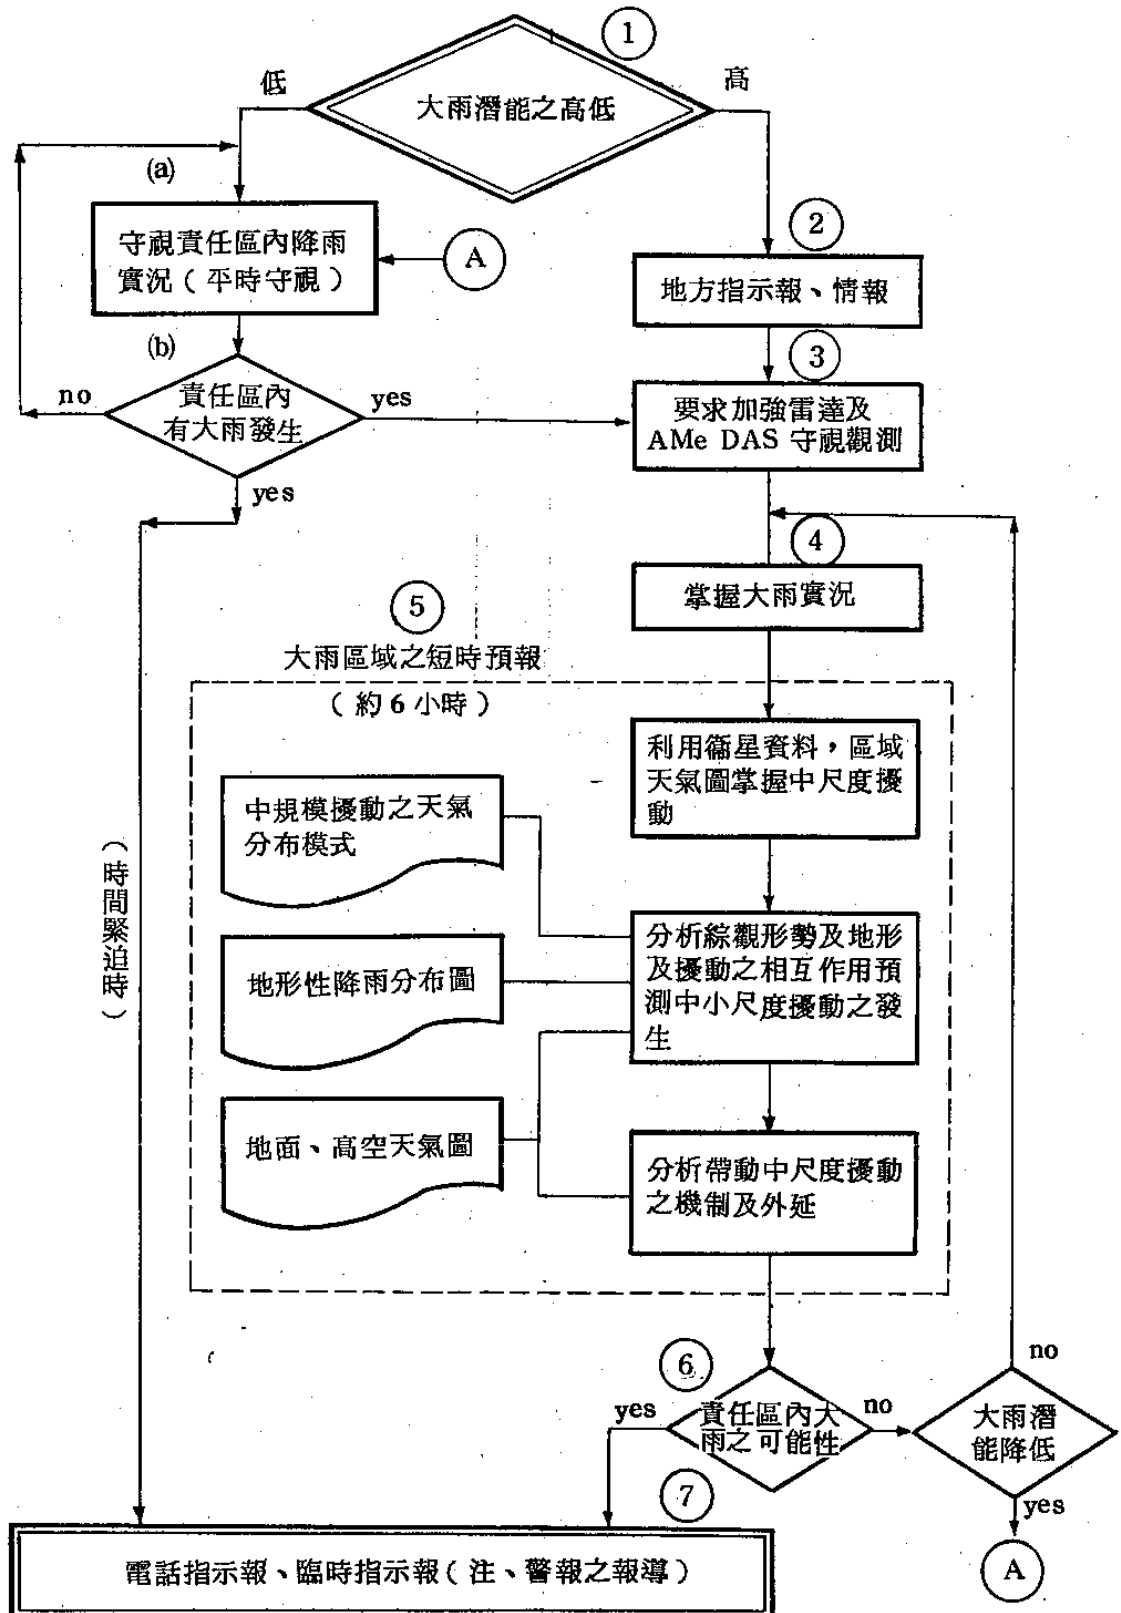 1
低
高
大雨潛能之高低
(a)
2
守視責任區內降雨
實況(平時守視)
A
地方指示報、情報
(b)
3
no
責任區內
有大雨發生
yes
要求加強雷達及
AMe DAS 守視觀測
yes
4
掌握大雨實況
5
大雨區域之短時預報
(約6小時)
利用衞星資料,區域
天氣圖掌握中尺度擾
動
中規模擾動之天氣
分布模式
(時間緊迫時)
分析綜觀形勢及地形
及擾動之相互作用預
測中小尺度擾動之發
生
地形性降雨分布圖
地面、高空天氣圖
分析帶動中尺度擾動
之機制及外延
6
no
yes
責任區內大
雨之可能性
no
大雨潛
能降低
7
yes
電話指示報、臨時指示報(注、警報之報導)
A